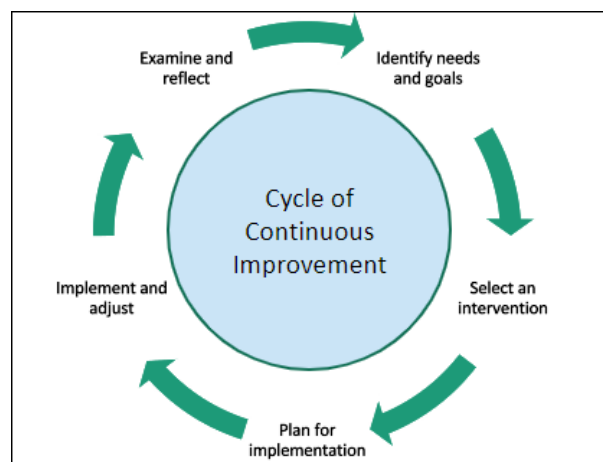 Examine and
reflect
Identify needs
and goals
Cycle of
Continuous
Improvement
Select an
intervention
Plan for
implementation
Implement and
adjust